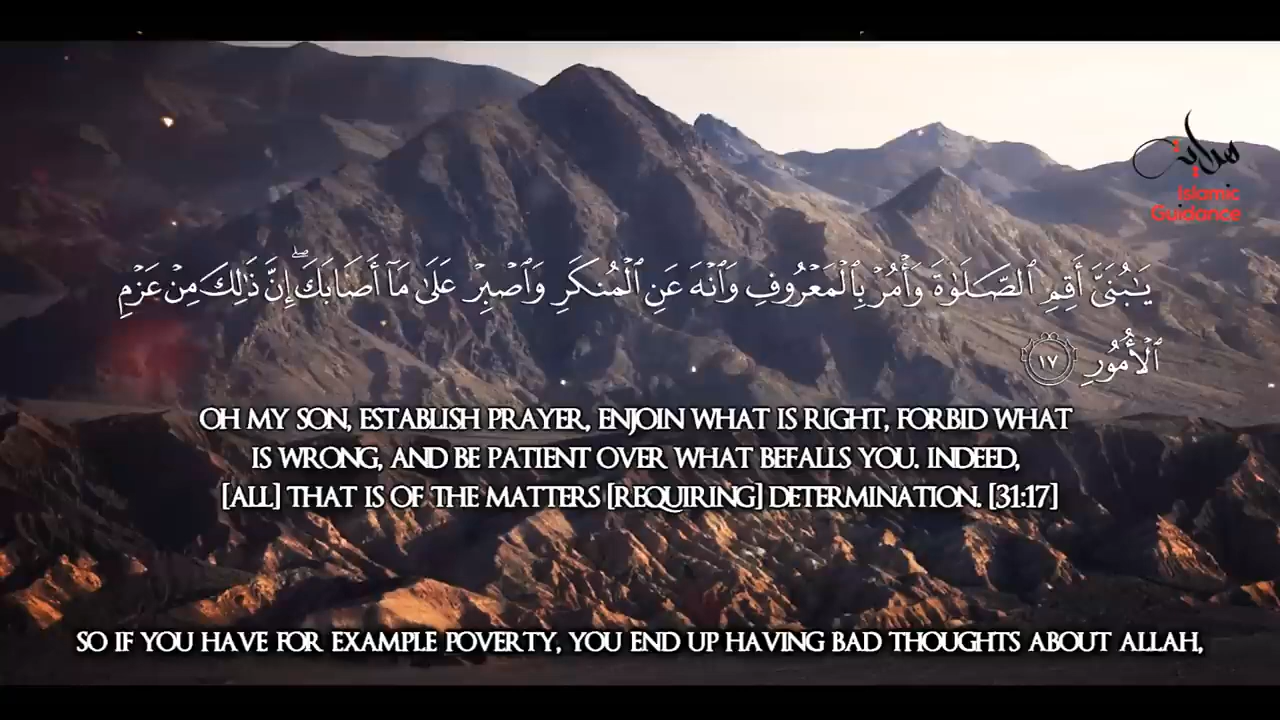 هداية
Islamic
Guidance
يَـٰبُنَىَّ أَقِمِ ٱلصَّلَوٰةَ وَأْمُرْ بِٱلْمَعْرُوفِ وَٱنْهَ عَنِ ٱلْمُنكَرِ وَٱصْبِرْ عَلَىٰ مَآ أَصَابَكَ ۖ إِنَّ ذَٰلِكَ مِنْ عَزْمِ
ٱلْأُمُورِ ١٧
OH MY SON, ESTABLISH PRAYER, ENJOIN WHAT IS RIGHT, FORBID WHAT
IS WRONG, AND BE PATIENT OVER WHAT BEFALLS YOU. INDEED,
[ALL] THAT IS OF THE MATTERS [REQUIRING] DETERMINATION. [31:17]
SO IF YOU HAVE FOR EXAMPLE POVERTY, YOU END UP HAVING BAD THOUGHTS ABOUT ALLAH,